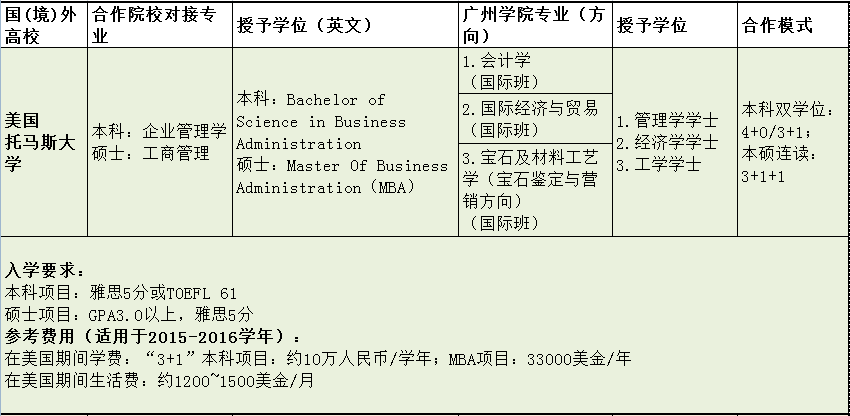 国(境)外
高校
合作院校对接专
业
授予学位（英文）
广州学院专业（方
向）
授予学位
合作模式
美国
托马斯大
学
本科：企业管理学
硕士：工商管理
本科：Bachelor of
Science in Business
Administration
硕士：Master Of Business
Administration（MBA）
1.会计学
（国际班）
2.国际经济与贸易
（国际班）
3.宝石及材料工艺
学（宝石鉴定与营
销方向）
（国际班）
1.管理学学士
2.经济学学士
3.工学学士
本科双学位：
4+0/3+1；
本硕连读：
3+1+1
入学要求：
本科项目：雅思5分或TOEFL 61
硕士项目：GPA3.0以上，雅思5分
参考费用（适用于2015-2016学年）：
在美国期间学费：“3+1”本科项目：约10万人民币/学年；MBA项目：33000美金/年
在美国期间生活费：约1200~1500美金/月